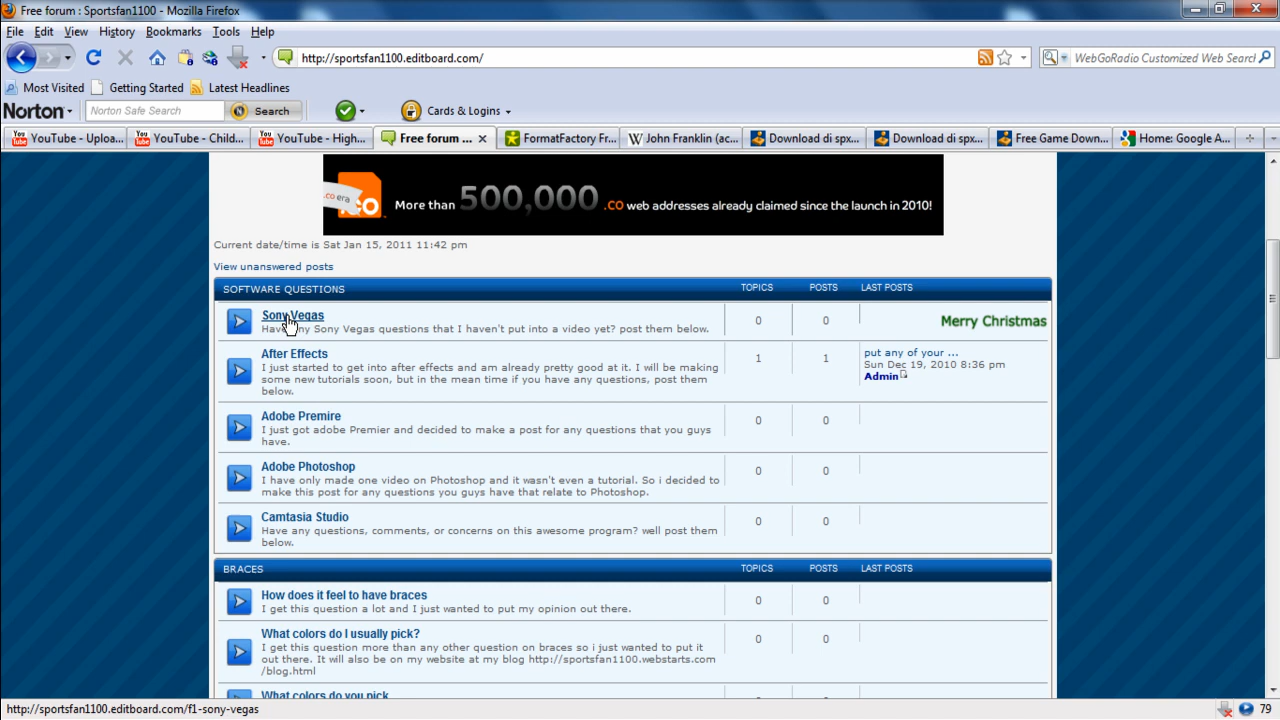 Free forum : Sportsfan1100 - Mozilla Firefox
File Edit View History Bookmarks Tools Help
http://sportsfan1100.editboard.com/
WebGoRadio Customized Web Search
Most Visited Getting Started Latest Headlines
Norton Norton Safe Search Search Cards & Logins
YouTube - Uploa... YouTube - Child... YouTube - High... Free forum ... FormatFactory Fr... John Franklin (ac... Download di spx... Download di spx... Free Game Down... Home: Google A...
.co era .co More than 500,000 .CO web addresses already claimed since the launch in 2010!
Current date/time is Sat Jan 15, 2011 11:42 pm
View unanswered posts
SOFTWARE QUESTIONS TOPICS POSTS LAST POSTS
Sony Vegas
Have any Sony Vegas questions that I haven't put into a video yet? post them below. 0 0 Merry Christmas
After Effects
I just started to get into after effects and am already pretty good at it. I will be making
some new tutorials soon, but in the mean time if you have any questions, post them
below.
1 1 put any of your ...
Sun Dec 19, 2010 8:36 pm
Admin
Adobe Premire
I just got adobe Premier and decided to make a post for any questions that you guys
have.
0 0
Adobe Photoshop
I have only made one video on Photoshop and it wasn't even a tutorial. So i decided to
make this post for any questions you guys have that relate to Photoshop.
0 0
Camtasia Studio
Have any questions, comments, or concerns on this awesome program? well post them
below.
0 0
BRACES TOPICS POSTS LAST POSTS
How does it feel to have braces
I get this question a lot and I just wanted to put my opinion out there.
0 0
What colors do I usually pick?
I get this question more than any other question on braces so i just wanted to put it
out there. It will also be on my website at my blog http://sportsfan1100.webstarts.com
/blog.html
0 0
What colors do you pick
http://sportsfan1100.editboard.com/f1-sony-vegas 79